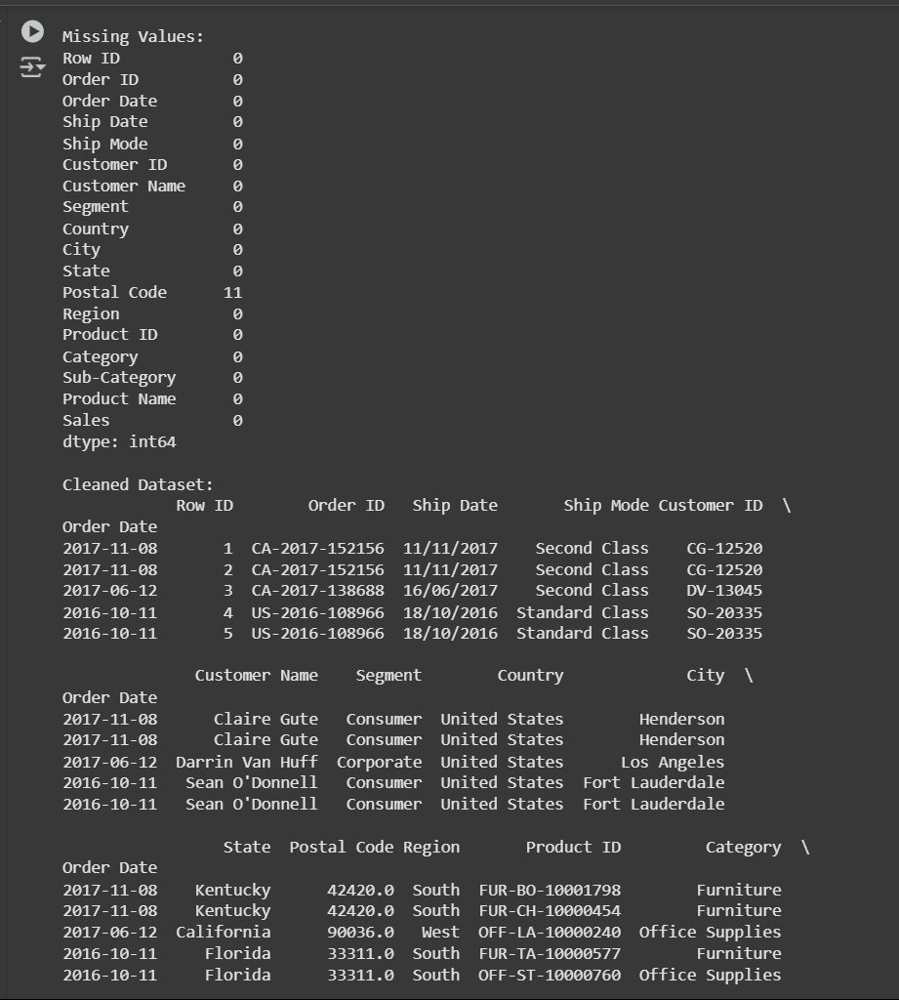 Missing Values:
Row ID 0
Order ID 0
Order Date 0
Ship Date 0
Ship Mode 0
Customer ID 0
Customer Name 0
Segment 0
Country 0
City 0
State 0
Postal Code 11
Region 0
Product ID 0
Category 0
Sub-Category 0
Product Name 0
Sales 0
dtype: int64
Cleaned Dataset:
Row ID Order ID Ship Date Ship Mode Customer ID \
Order Date
2017-11-08 1 CA-2017-152156 11/11/2017 Second Class CG-12520
2017-11-08 2 CA-2017-152156 11/11/2017 Second Class CG-12520
2017-06-12 3 CA-2017-138688 16/06/2017 Second Class DV-13045
2016-10-11 4 US-2016-108966 18/10/2016 Standard Class SO-20335
2016-10-11 5 US-2016-108966 18/10/2016 Standard Class SO-20335
Customer Name Segment Country City \
Order Date
2017-11-08 Claire Gute Consumer United States Henderson
2017-11-08 Claire Gute Consumer United States Henderson
2017-06-12 Darrin Van Huff Corporate United States Los Angeles
2016-10-11 Sean O'Donnell Consumer United States Fort Lauderdale
2016-10-11 Sean O'Donnell Consumer United States Fort Lauderdale
State Postal Code Region Product ID Category \
Order Date
2017-11-08 Kentucky 42420.0 South FUR-BO-10001798 Furniture
2017-11-08 Kentucky 42420.0 South FUR-CH-10000454 Furniture
2017-06-12 California 90036.0 West OFF-LA-10000240 Office Supplies
2016-10-11 Florida 33311.0 South FUR-TA-10000577 Furniture
2016-10-11 Florida 33311.0 South OFF-ST-10000760 Office Supplies